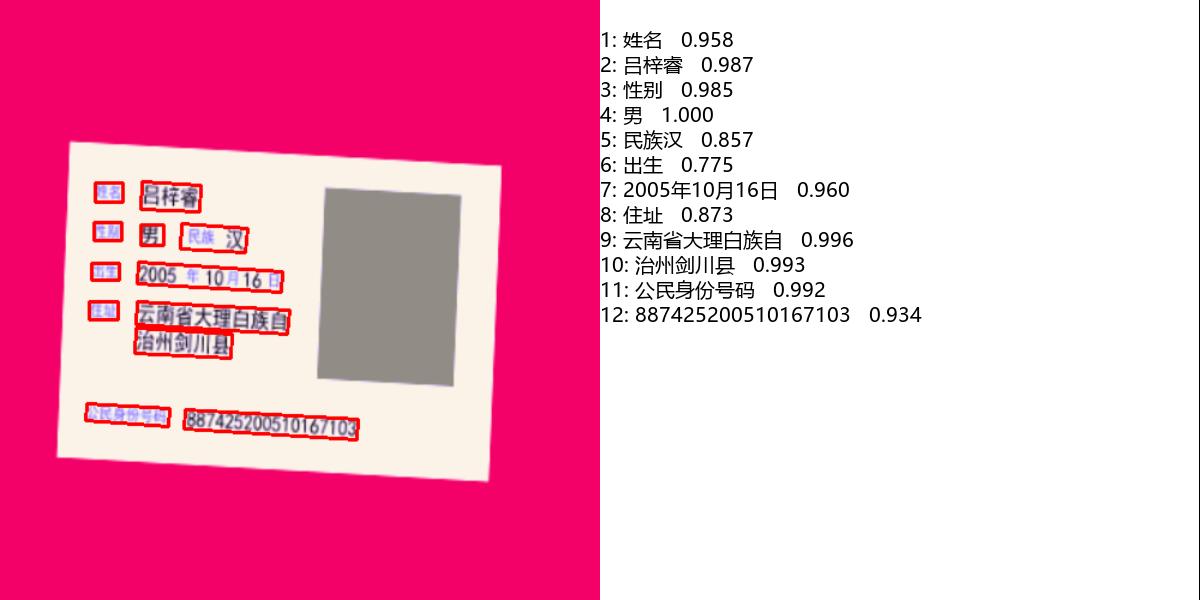 姓名 吕梓睿
性别 男 民族 汉
出生 2005 年 10 月 16 日
住址 云南省大理白族自
治州剑川县
公民身份号码 887425200510167103
1: 姓名 0.958
2: 吕梓睿 0.987
3: 性别 0.985
4: 男 1.000
5: 民族汉 0.857
6: 出生 0.775
7: 2005年10月16日 0.960
8: 住址 0.873
9: 云南省大理白族自 0.996
10: 治州剑川县 0.993
11: 公民身份号码 0.992
12: 887425200510167103 0.934